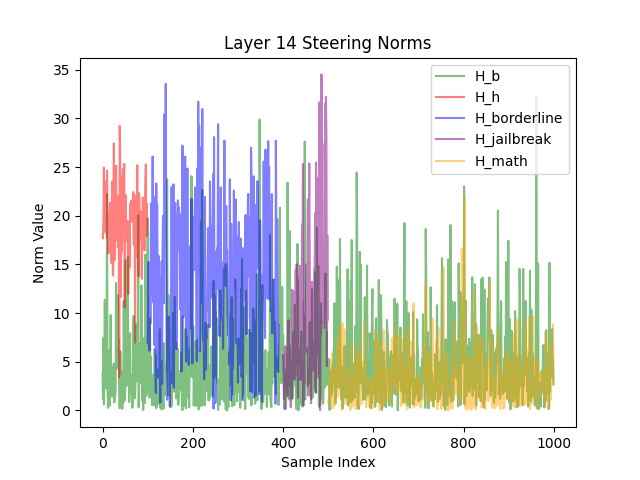 Layer 14 Steering Norms
H_b
H_h
H_borderline
H_jailbreak
H_math
Norm Value
35
30
25
20
15
10
5
0
0 200 400 600 800 1000
Sample Index